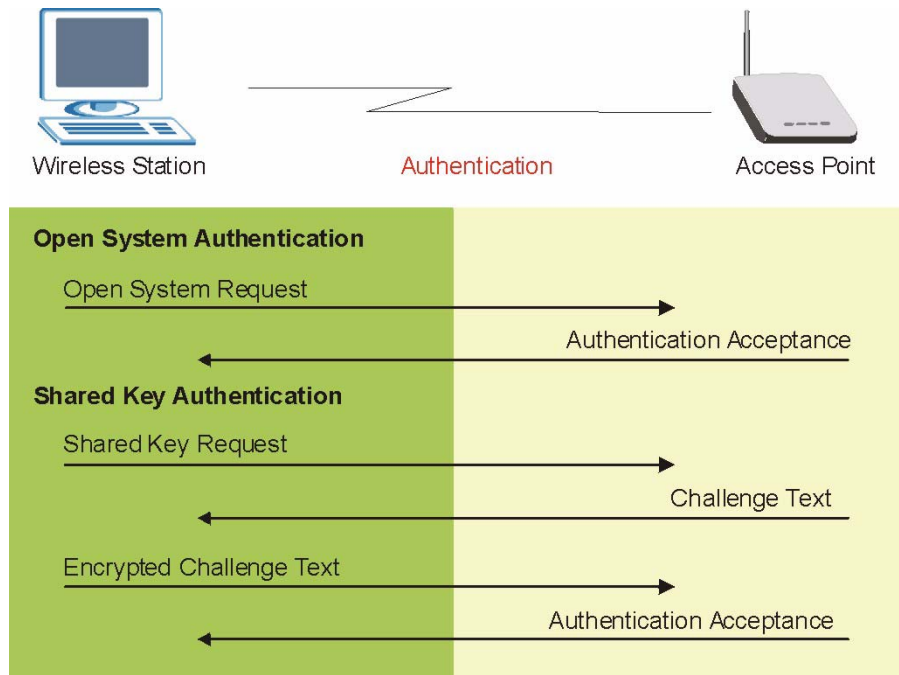 Wireless Station
Authentication
Access Point
Open System Authentication
Open System Request
Authentication Acceptance
Shared Key Authentication
Shared Key Request
Challenge Text
Encrypted Challenge Text
Authentication Acceptance